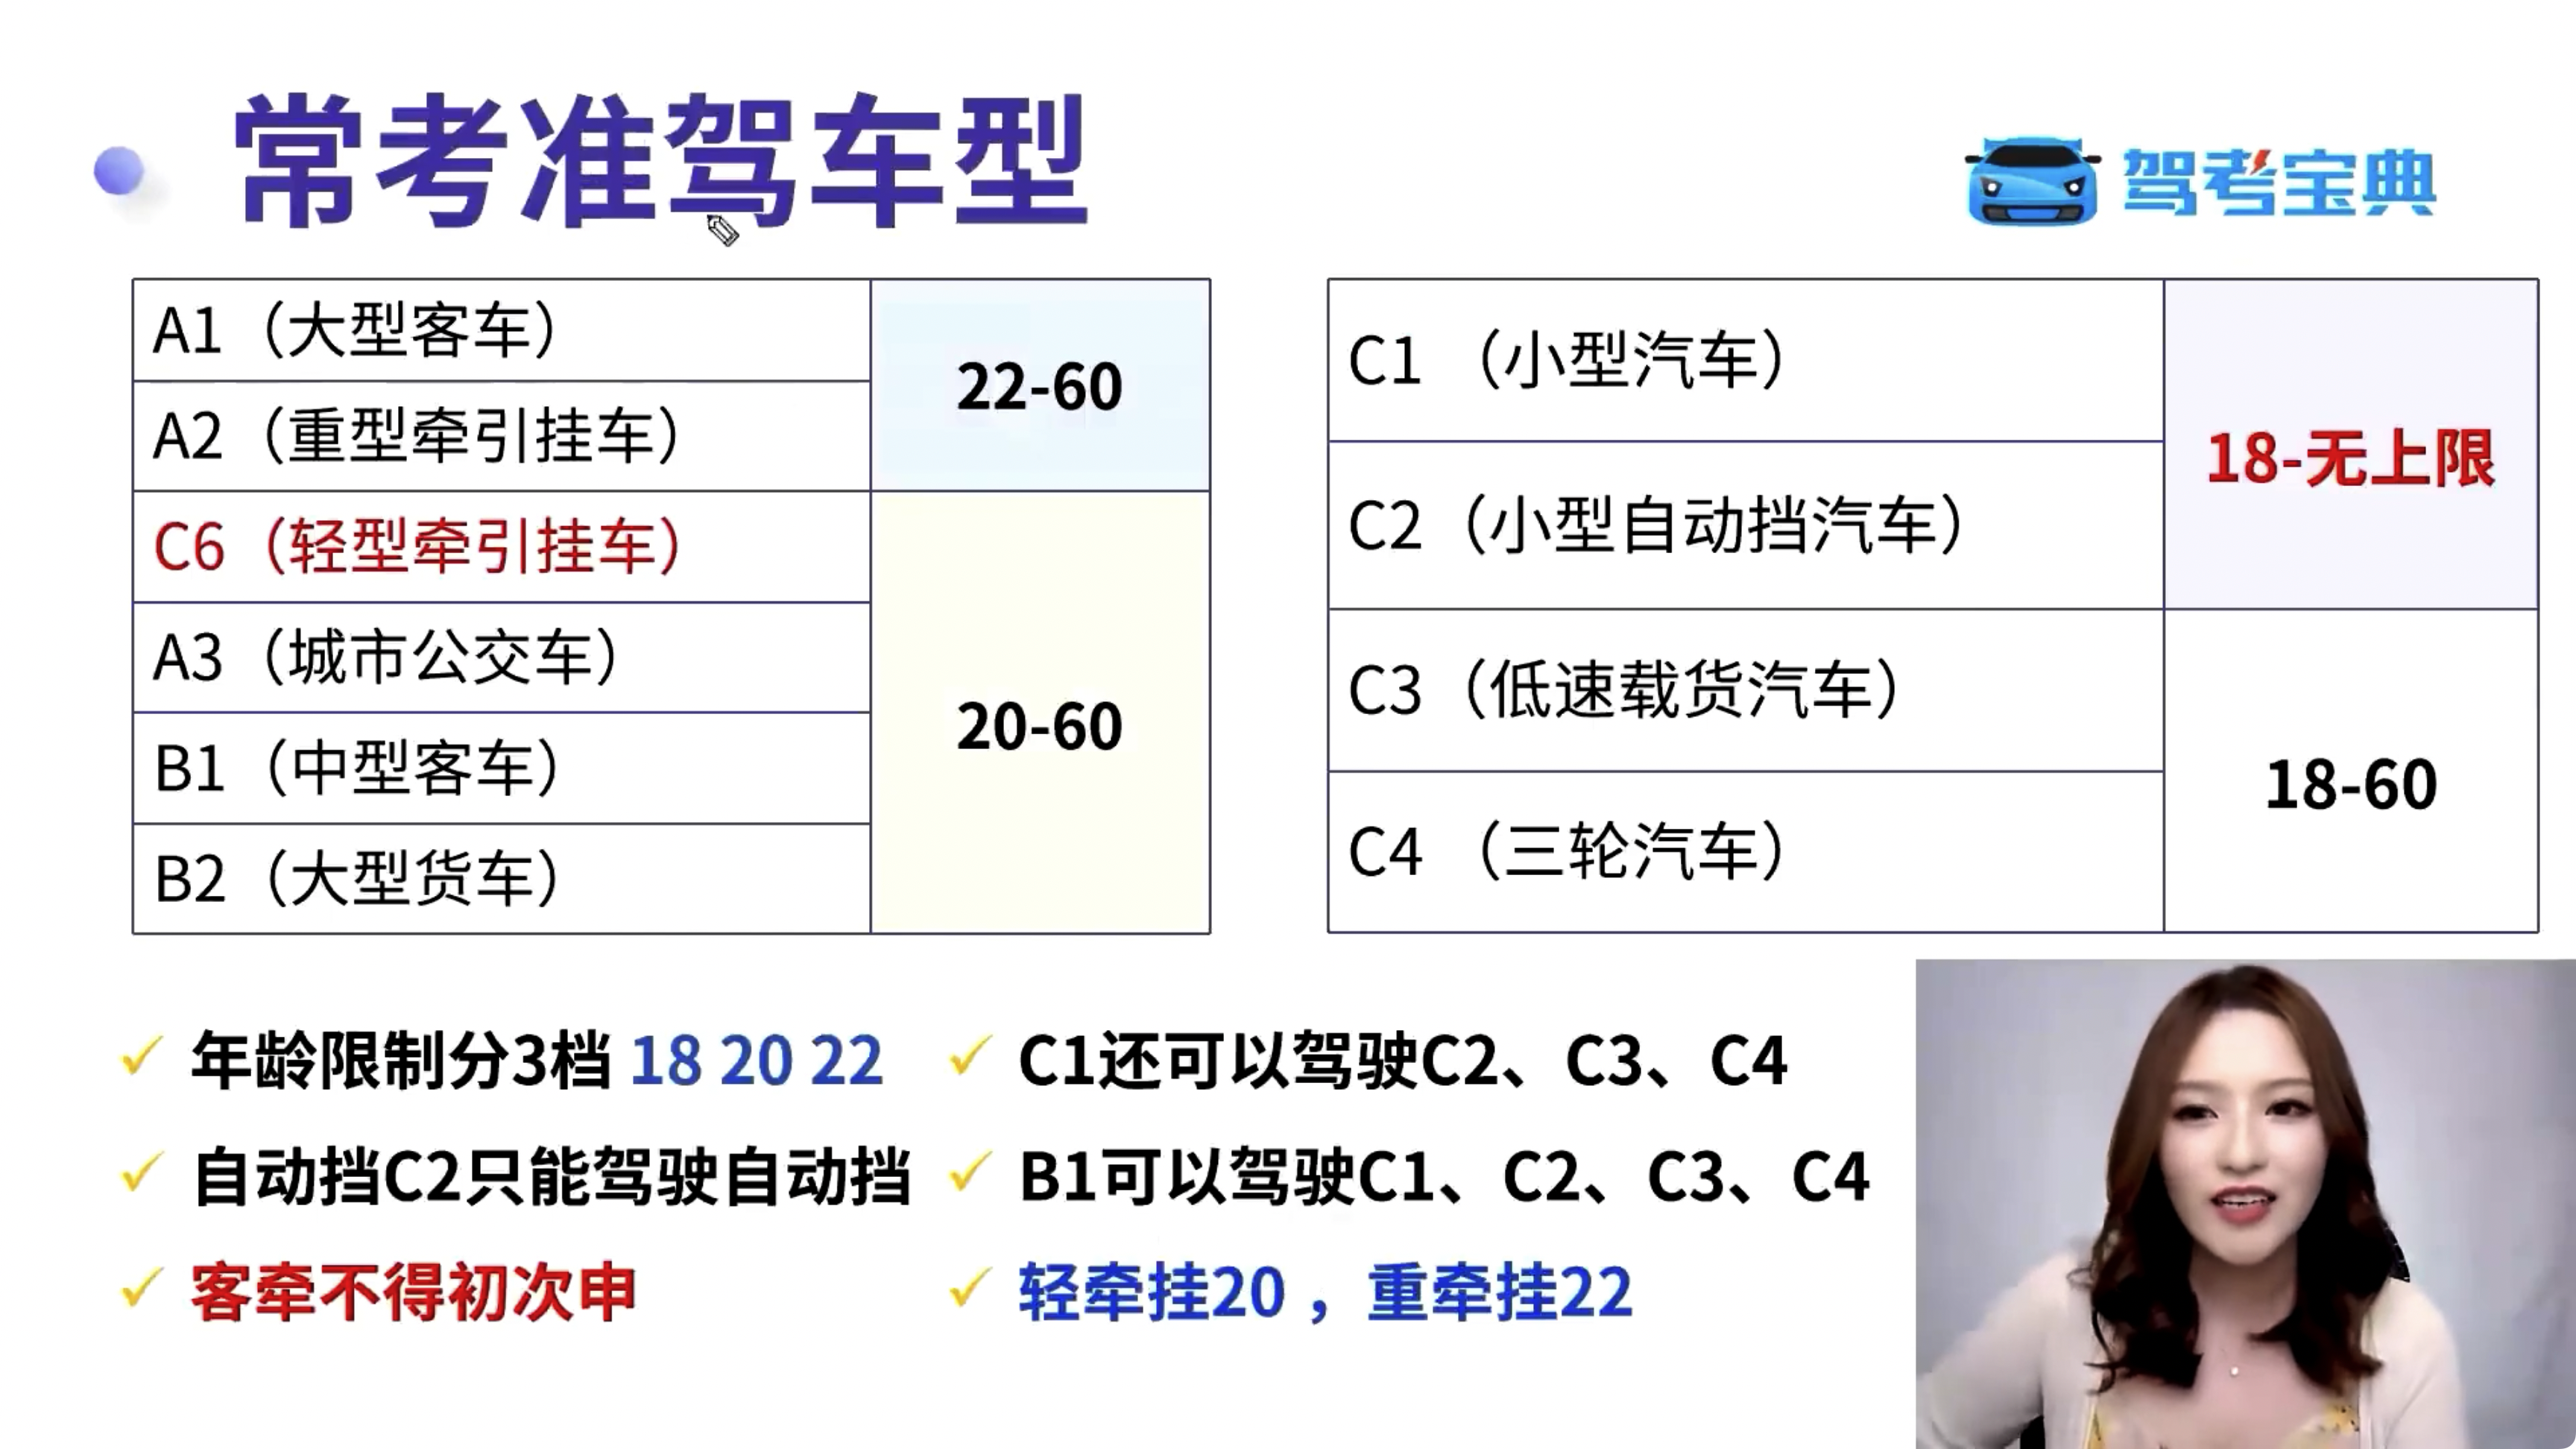 常考准驾车型
驾考宝典
A1（大型客车）
22-60
A2（重型牵引挂车）
C6（轻型牵引挂车）
20-60
A3（城市公交车）
B1（中型客车）
B2（大型货车）
C1 （小型汽车）
18-无上限
C2（小型自动挡汽车）
C3（低速载货汽车）
18-60
C4 （三轮汽车）
年龄限制分3档 18 20 22
自动挡C2只能驾驶自动挡
客牵不得初次申
C1还可以驾驶C2、C3、C4
B1可以驾驶C1、C2、C3、C4
轻牵挂20，重牵挂22